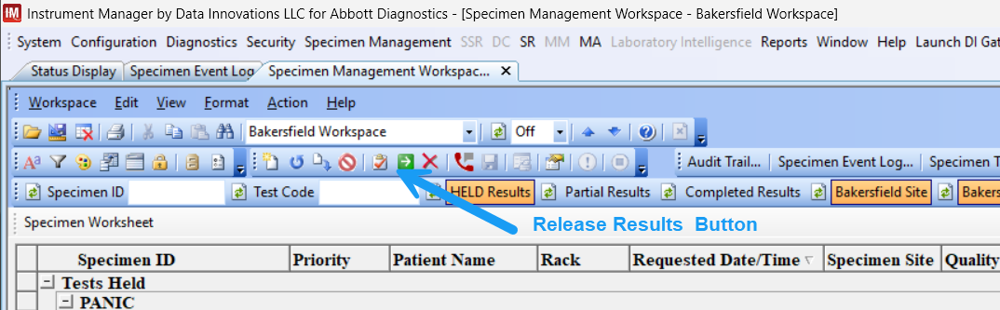 IM Instrument Manager by Data Innovations LLC for Abbott Diagnostics - [Specimen Management Workspace - Bakersfield Workspace]
System Configuration Diagnostics Security Specimen Management SSR DC SR MM MA Laboratory Intelligence Reports Window Help Launch DI Gat
Status Display Specimen Event Log Specimen Management Workspac...
Workspace Edit View Format Action Help
Bakersfield Workspace Off
Audit Trail... Specimen Event Log... Specimen T
Specimen ID Test Code HELD Results Partial Results Completed Results Bakersfield Site Bakers
Specimen Worksheet
Release Results Button
Specimen ID Priority Patient Name Rack Requested Date/Time Specimen Site Quality
Tests Held
PANIC